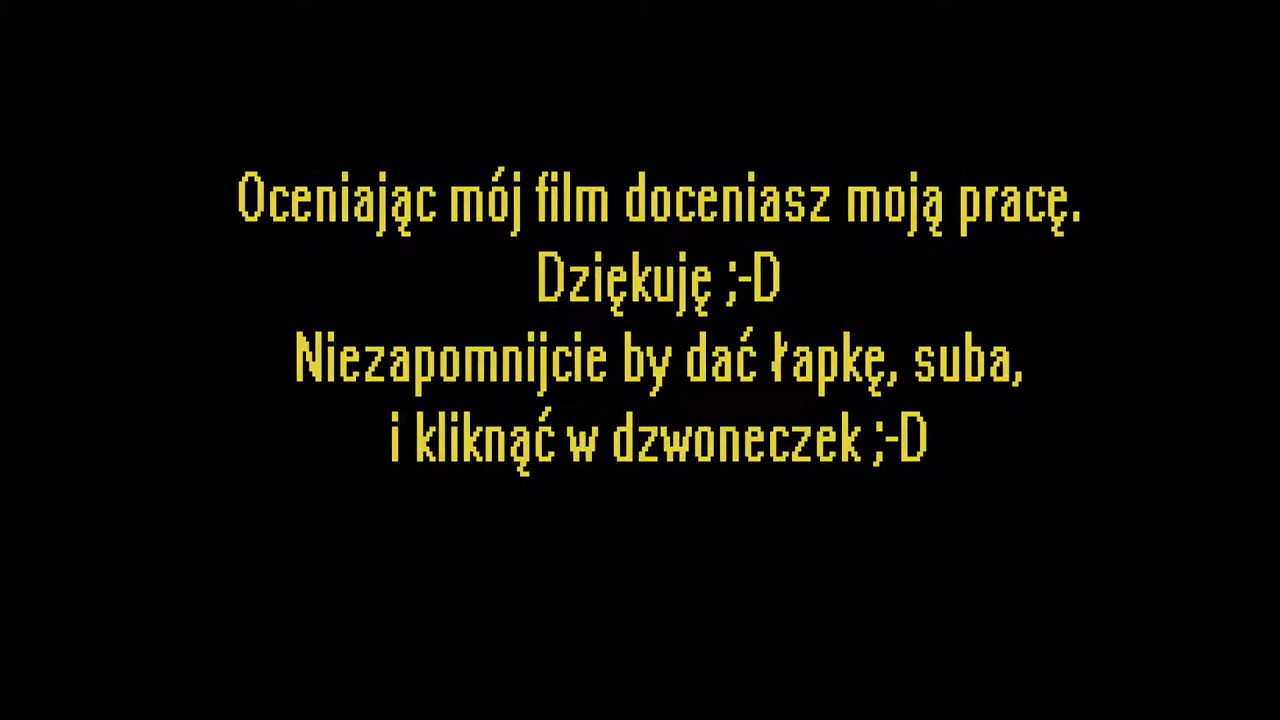 Oceniając mój film doceniasz moją pracę.
Dziękuję ;-D
Niezapomnijcie by dać łapkę, suba,
i kliknąć w dzwoneczek ;-D